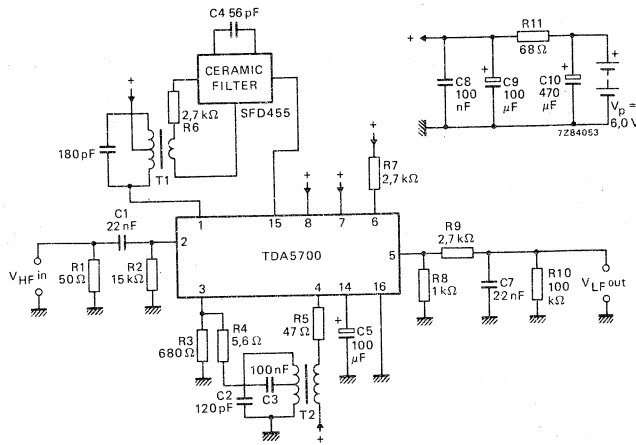 C4 56 pF
CERAMIC
FILTER
SFD455
2,7 kΩ
R6
180 pF
T1
+
R11
68 Ω
+
C8
100
nF
+
C9
100
μF
+
C10
470
μF
+
Vp =
6,0 V
7Z84053
+
R7
2,7 kΩ
+
+
C1
22 nF
1
15
8
7
6
2
TDA5700
5
3
4
14
16
VHF in
R1
50 Ω
R2
15 kΩ
R9
2,7 kΩ
R8
1 kΩ
C7
22 nF
R10
100
kΩ
VLF out
R3
680 Ω
R4
5,6 Ω
R5
47 Ω
+
C5
100
μF
100 nF
C3
C2
120 pF
T2
+